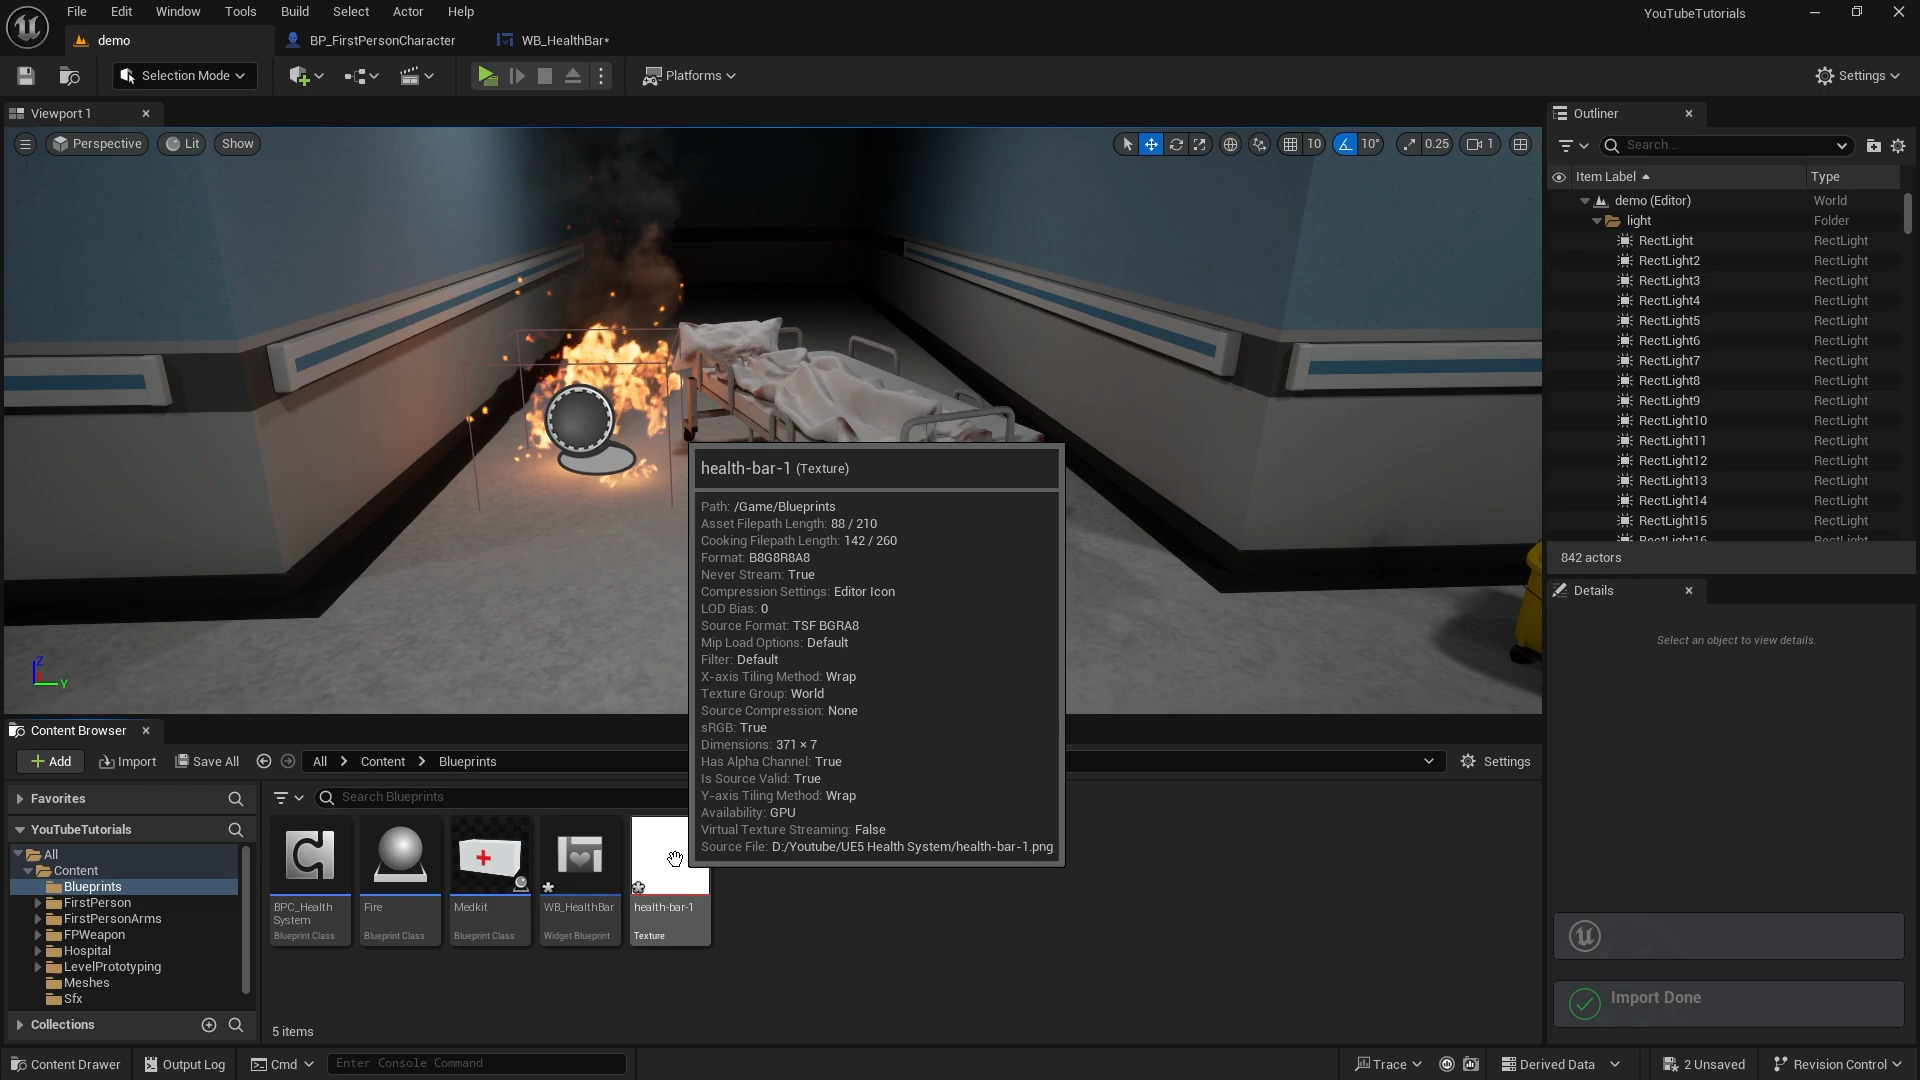 File Edit Window Tools Build Select Actor Help
YouTubeTutorials
demo
BP_FirstPersonCharacter
WB_HealthBar*
Selection Mode
Platforms
Settings
Viewport 1
Perspective
Lit
Show
10
10°
0.25
1
Outliner
Search...
Item Label
Type
demo (Editor) World
light Folder
RectLight RectLight
RectLight2 RectLight
RectLight3 RectLight
RectLight4 RectLight
RectLight5 RectLight
RectLight6 RectLight
RectLight7 RectLight
RectLight8 RectLight
RectLight9 RectLight
RectLight10 RectLight
RectLight11 RectLight
RectLight12 RectLight
RectLight13 RectLight
RectLight14 RectLight
RectLight15 RectLight
RectLight16 RectLight
842 actors
Details
Select an object to view details.
health-bar-1 (Texture)
Path: /Game/Blueprints
Asset Filepath Length: 88 / 210
Cooking Filepath Length: 142 / 260
Format: B8G8R8A8
Never Stream: True
Compression Settings: Editor Icon
LOD Bias: 0
Source Format: TSF BGRA8
Mip Load Options: Default
Filter: Default
X-axis Tiling Method: Wrap
Texture Group: World
Source Compression: None
sRGB: True
Dimensions: 371 × 7
Has Alpha Channel: True
Is Source Valid: True
Y-axis Tiling Method: Wrap
Availability: GPU
Virtual Texture Streaming: False
Source File: D:/Youtube/UE5 Health System/health-bar-1.png
Z
Y
Content Browser
Add
Import
Save All
All
Content
Blueprints
Settings
Favorites
YouTubeTutorials
All
Content
Blueprints
FirstPerson
FirstPersonArms
FPWeapon
Hospital
LevelPrototyping
Meshes
Sfx
Collections
Search Blueprints
BPC_Health
System
Blueprint Class
Fire
Blueprint Class
Medkit
Blueprint Class
WB_HealthBar
Widget Blueprint
health-bar-1
Texture
5 items
Import Done
Content Drawer
Output Log
Cmd
Enter Console Command
Trace
Derived Data
2 Unsaved
Revision Control